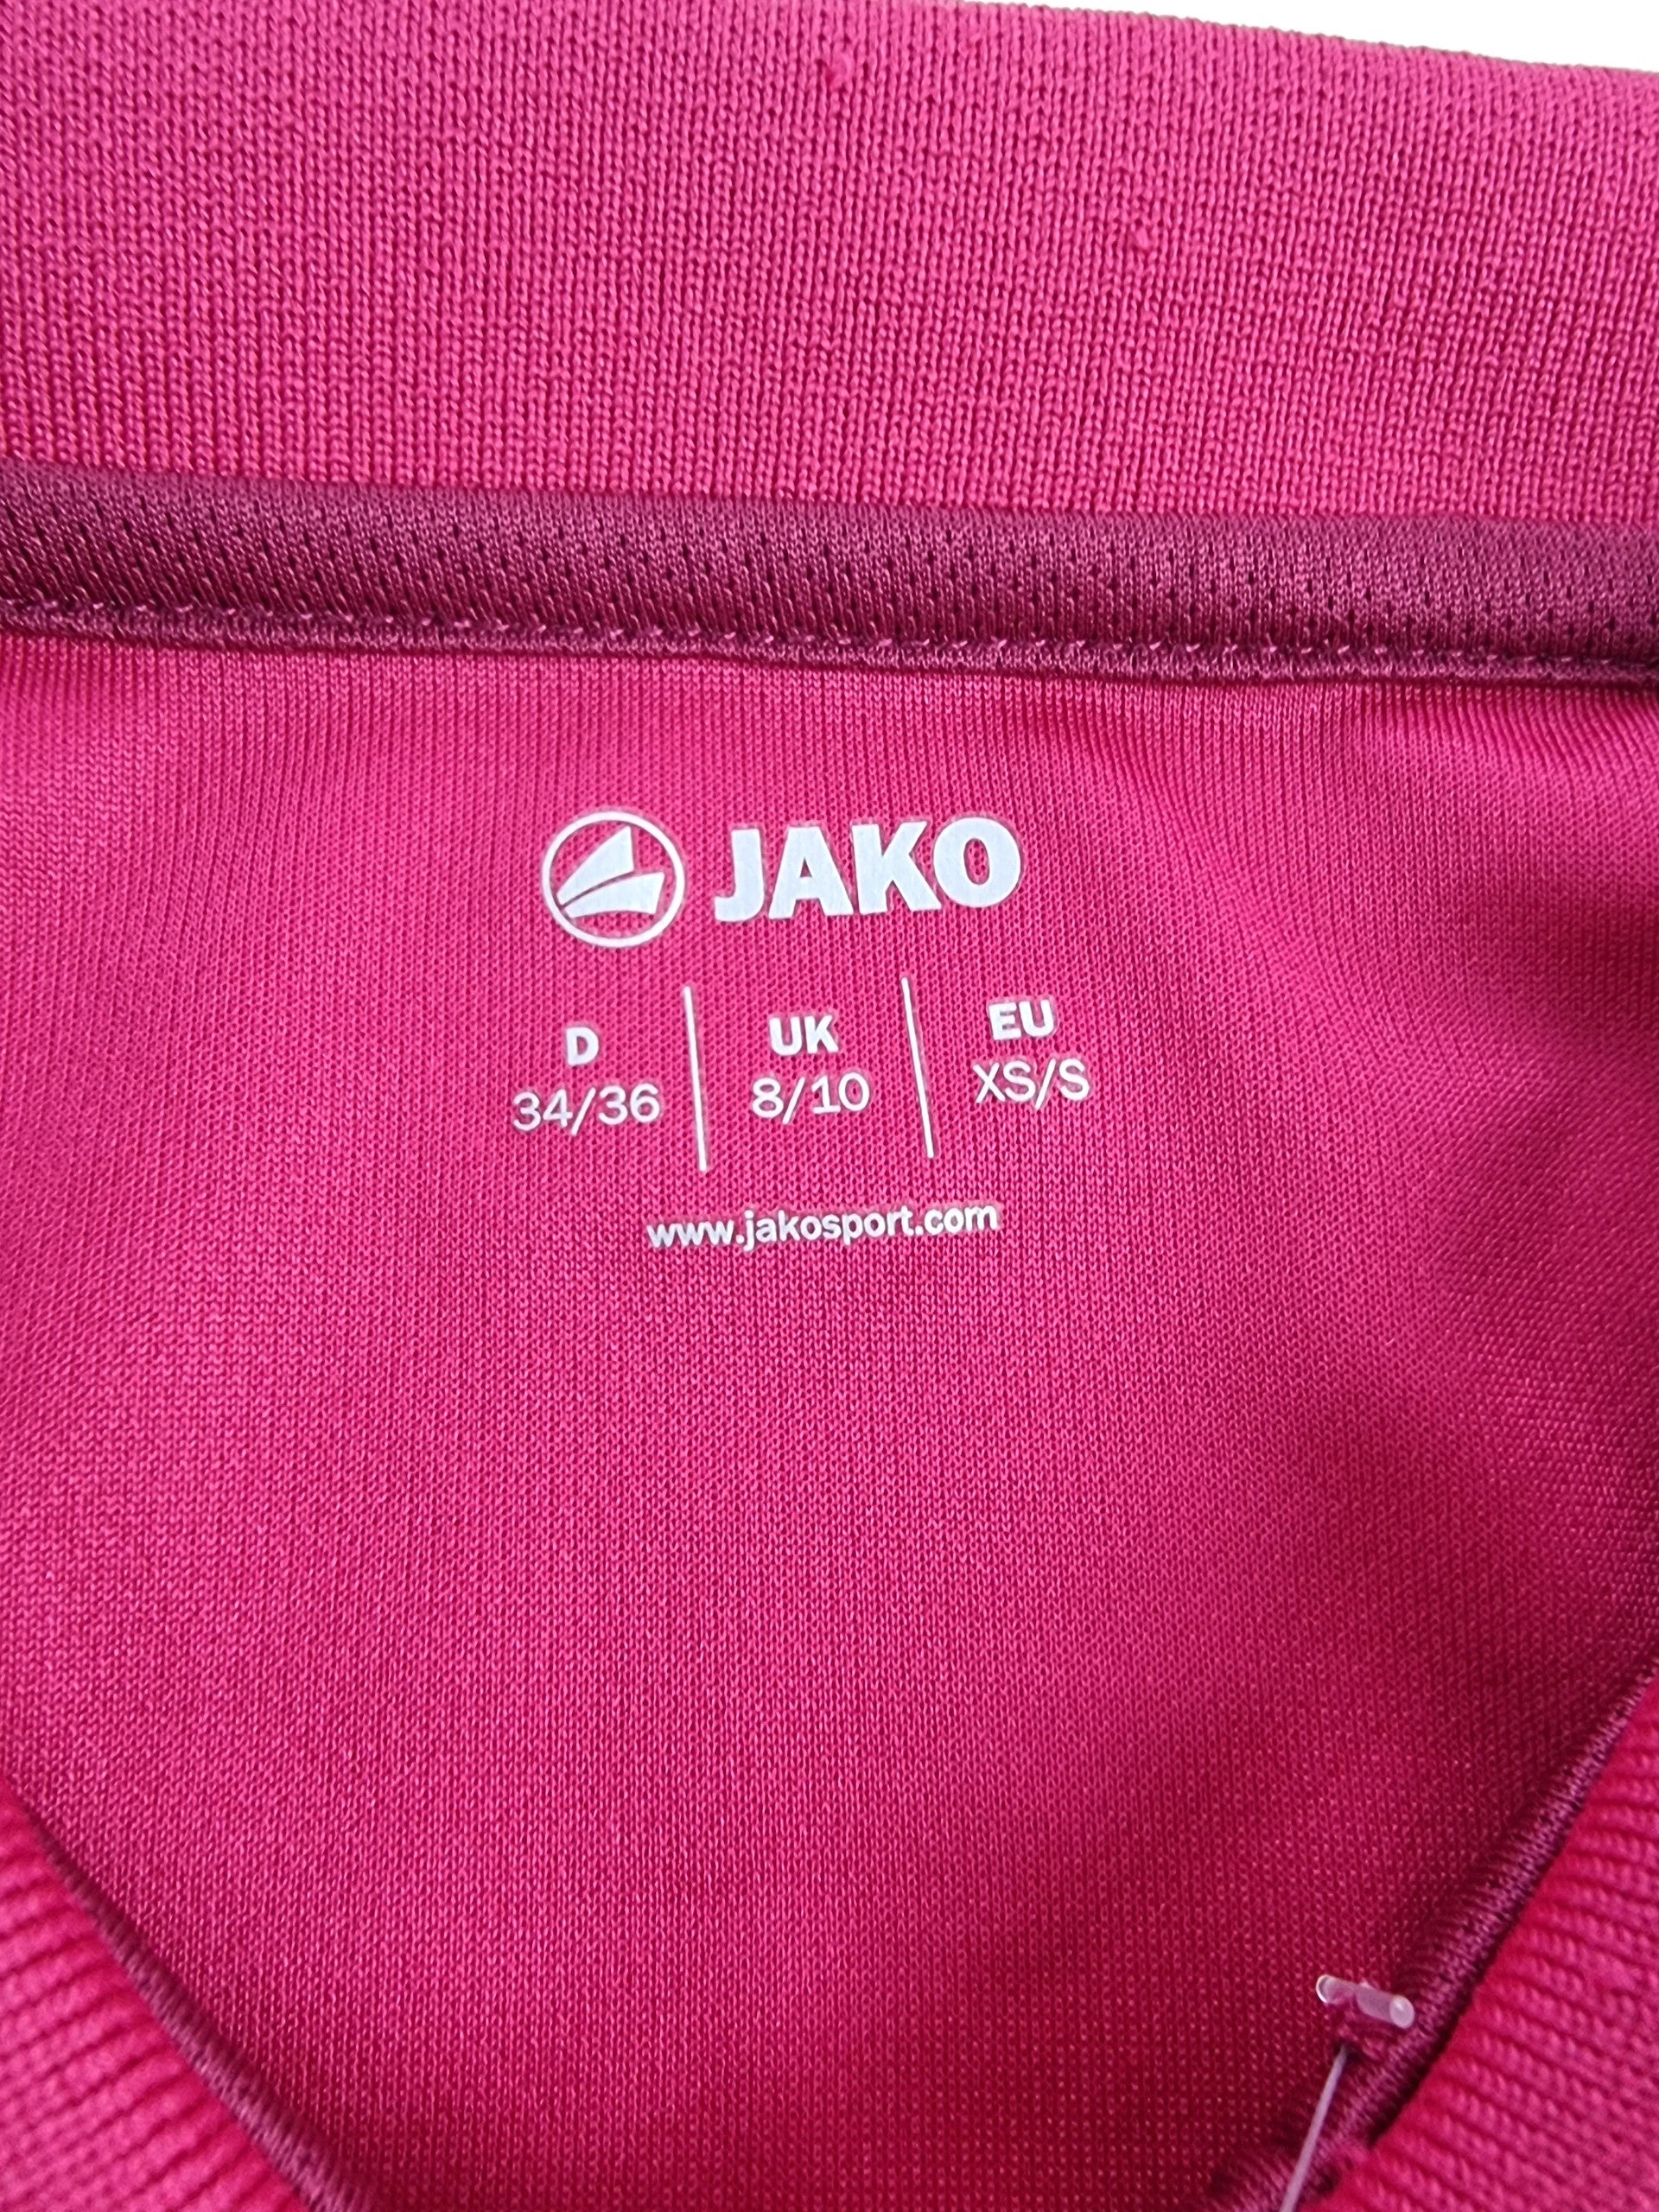 JAKO
D UK EU
34/36 8/10 XS/S
www.jakosport.com